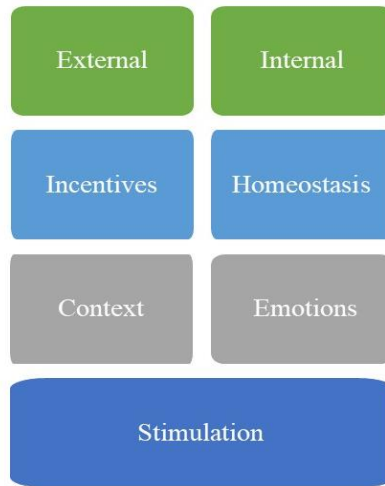 External Internal
Incentives Homeostasis
Context Emotions
Stimulation